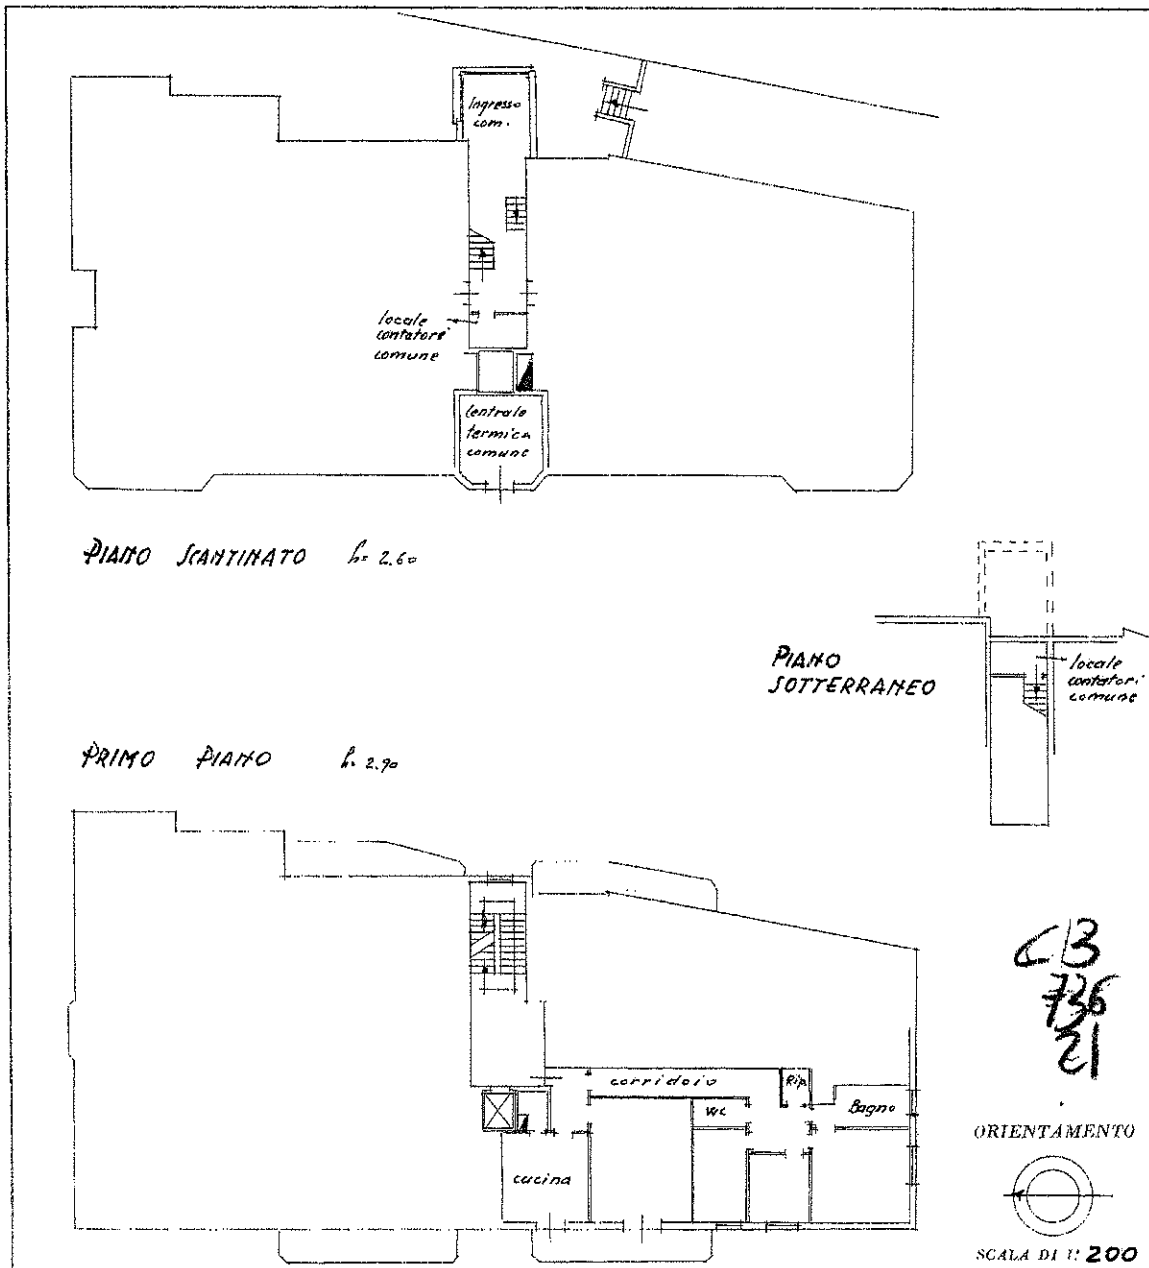 Ingresso
com.
locale
contatori
comune
Centrale
termica
comune
PIANO SCANTINATO h= 2.60
PIANO
SOTTERRANEO
locale
contatori
comune
PRIMO PIANO h. 2.90
corridoio
Rip.
WC
Bagno
cucina
CB
736
21
ORIENTAMENTO
SCALA DI 1: 200